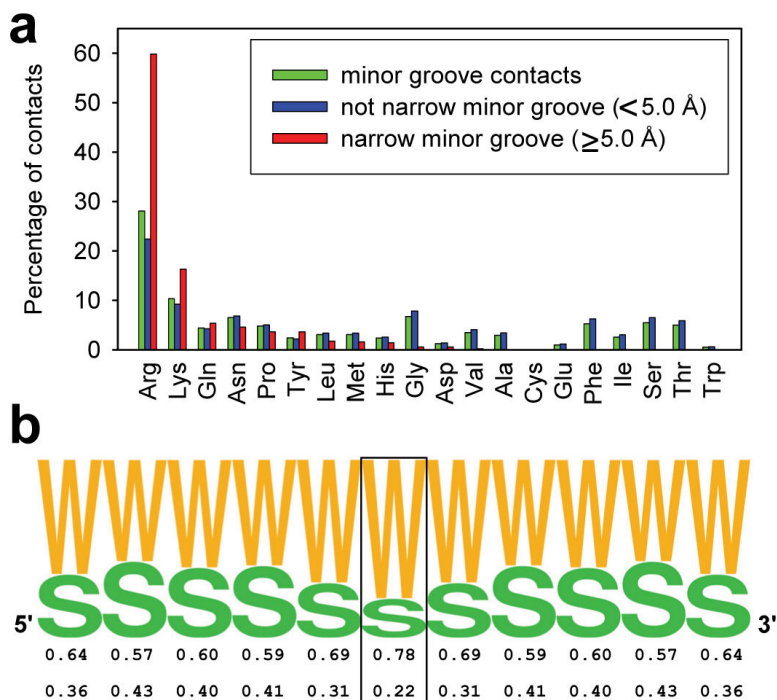 a
Percentage of contacts
60
50
40
30
20
10
0
minor groove contacts
not narrow minor groove (<5.0 Å)
narrow minor groove (≥5.0 Å)
Arg Lys Gln Asn Pro Tyr Leu Met His Gly Asp Val Ala Cys Glu Phe Ile Ser Thr Trp
b
W W W W W W W W W W W
5' S S S S S S S S S S S 3'
0.64 0.57 0.60 0.59 0.69 0.78 0.69 0.59 0.60 0.57 0.64
0.36 0.43 0.40 0.41 0.31 0.22 0.31 0.41 0.40 0.43 0.36